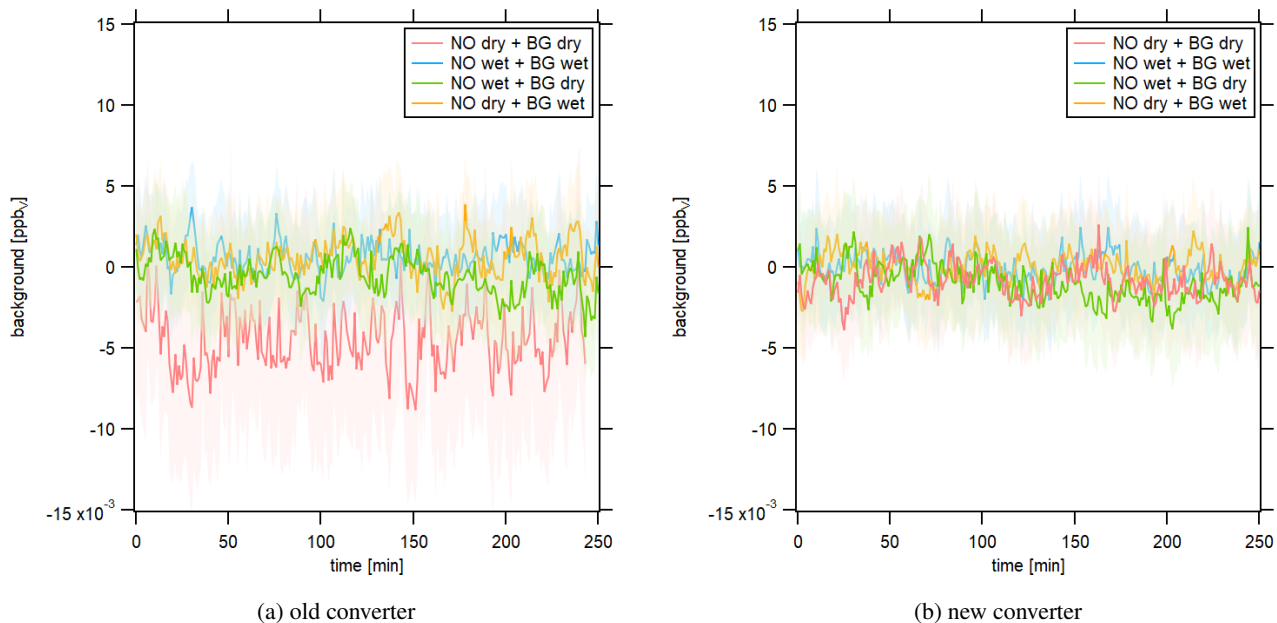 15
10
5
0
-5
-10
-15 x10⁻³
background [ppbᵥ]
0 50 100 150 200 250
time [min]
NO dry + BG dry
NO wet + BG wet
NO wet + BG dry
NO dry + BG wet
(a) old converter
15
10
5
0
-5
-10
-15 x10⁻³
background [ppbᵥ]
0 50 100 150 200 250
time [min]
NO dry + BG dry
NO wet + BG wet
NO wet + BG dry
NO dry + BG wet
(b) new converter